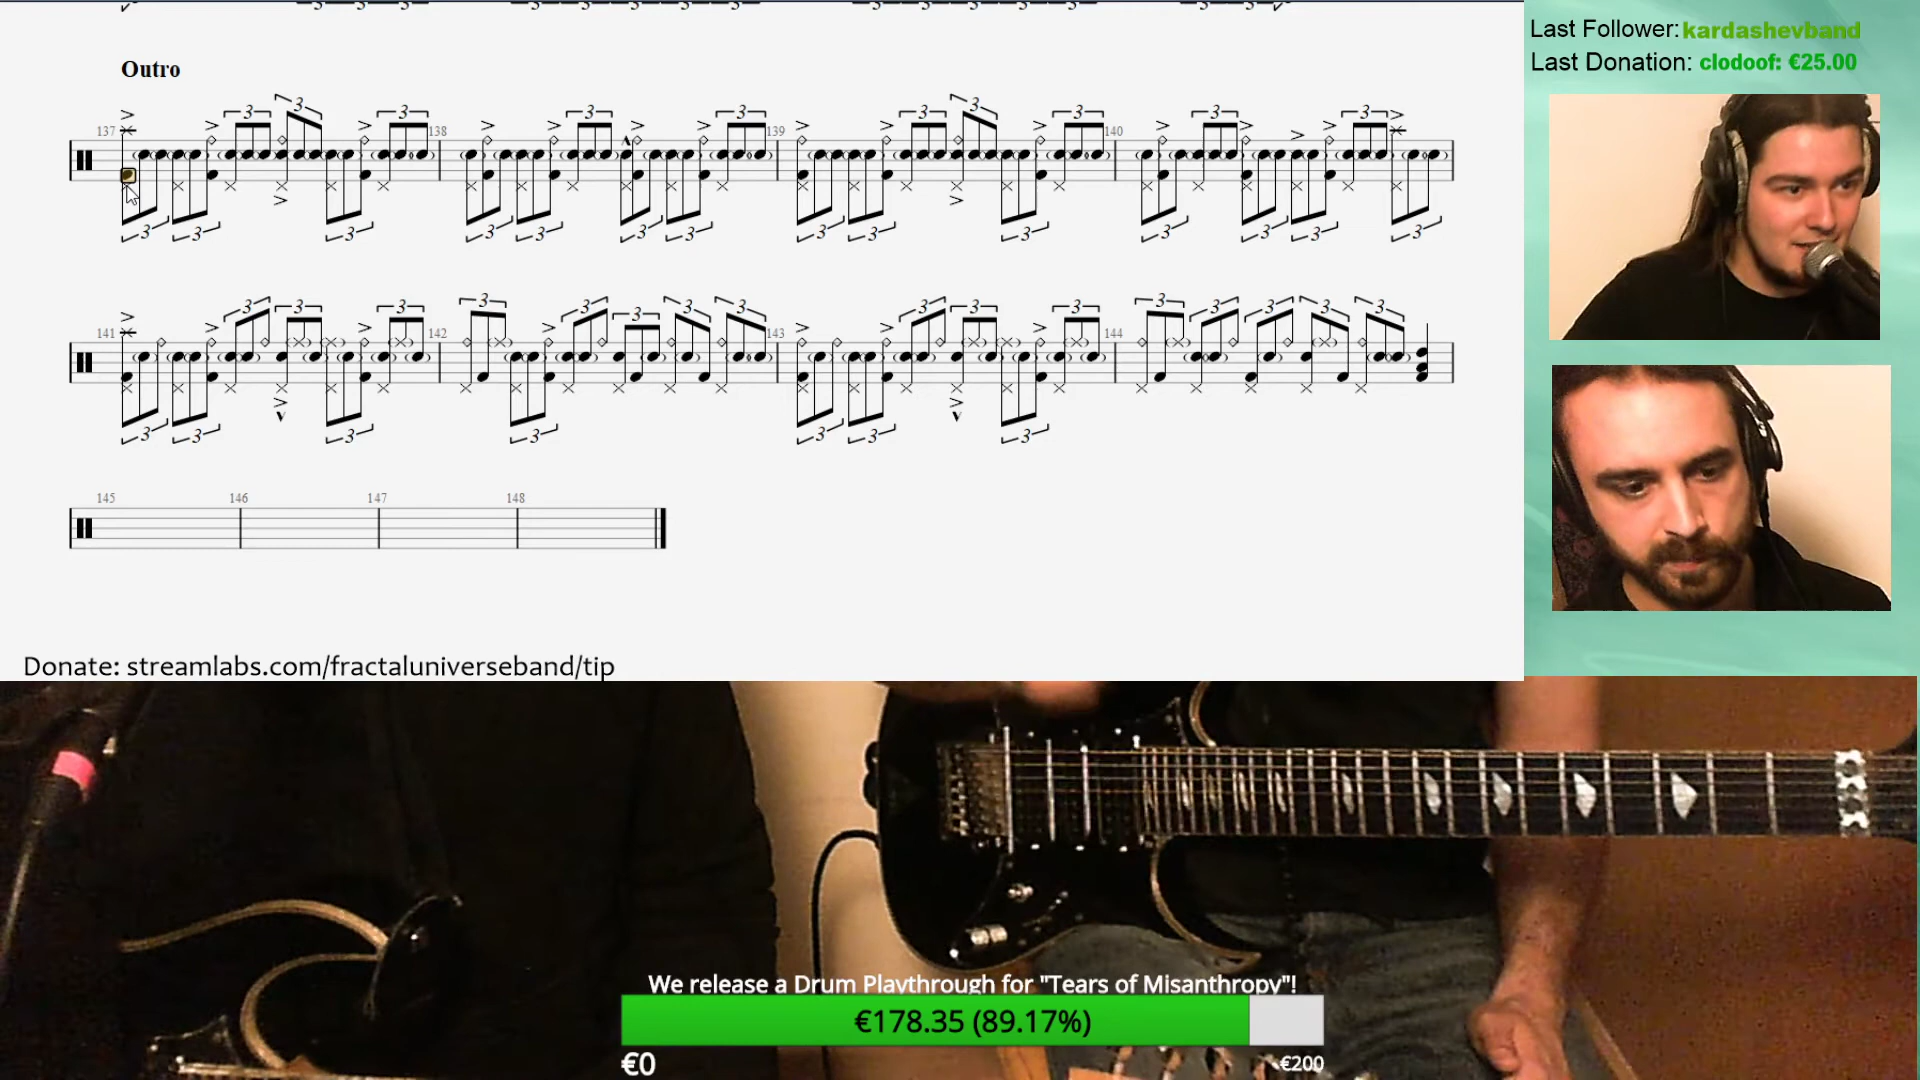 Last Follower: kardashevband
Last Donation: clodoof: €25.00
Outro
137 138 139 140
141 142 143 144
145 146 147 148
Donate: streamlabs.com/fractaluniverseband/tip
We release a Drum Playthrough for "Tears of Misanthropy"!
€178.35 (89.17%)
€0 €200